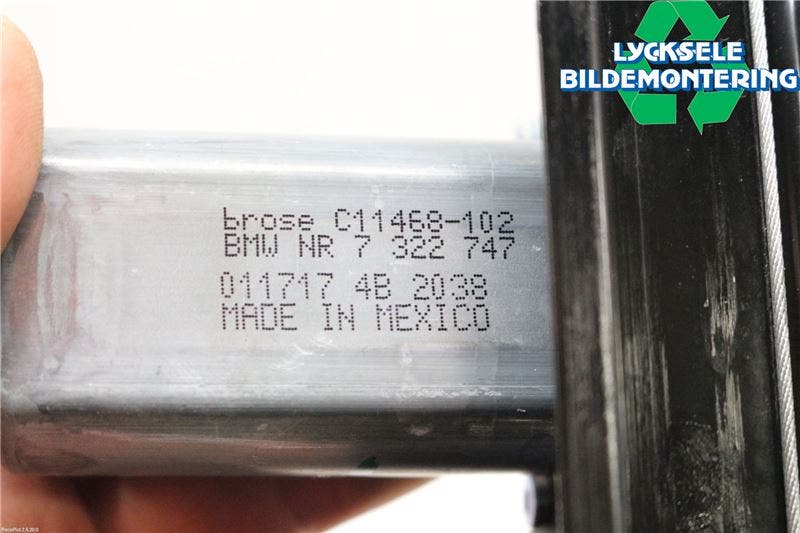 LYCKSELE
BILDEMONTERING
brose C11468-102
BMW NR 7 322 747
011717 4B 2038
MADE IN MEXICO